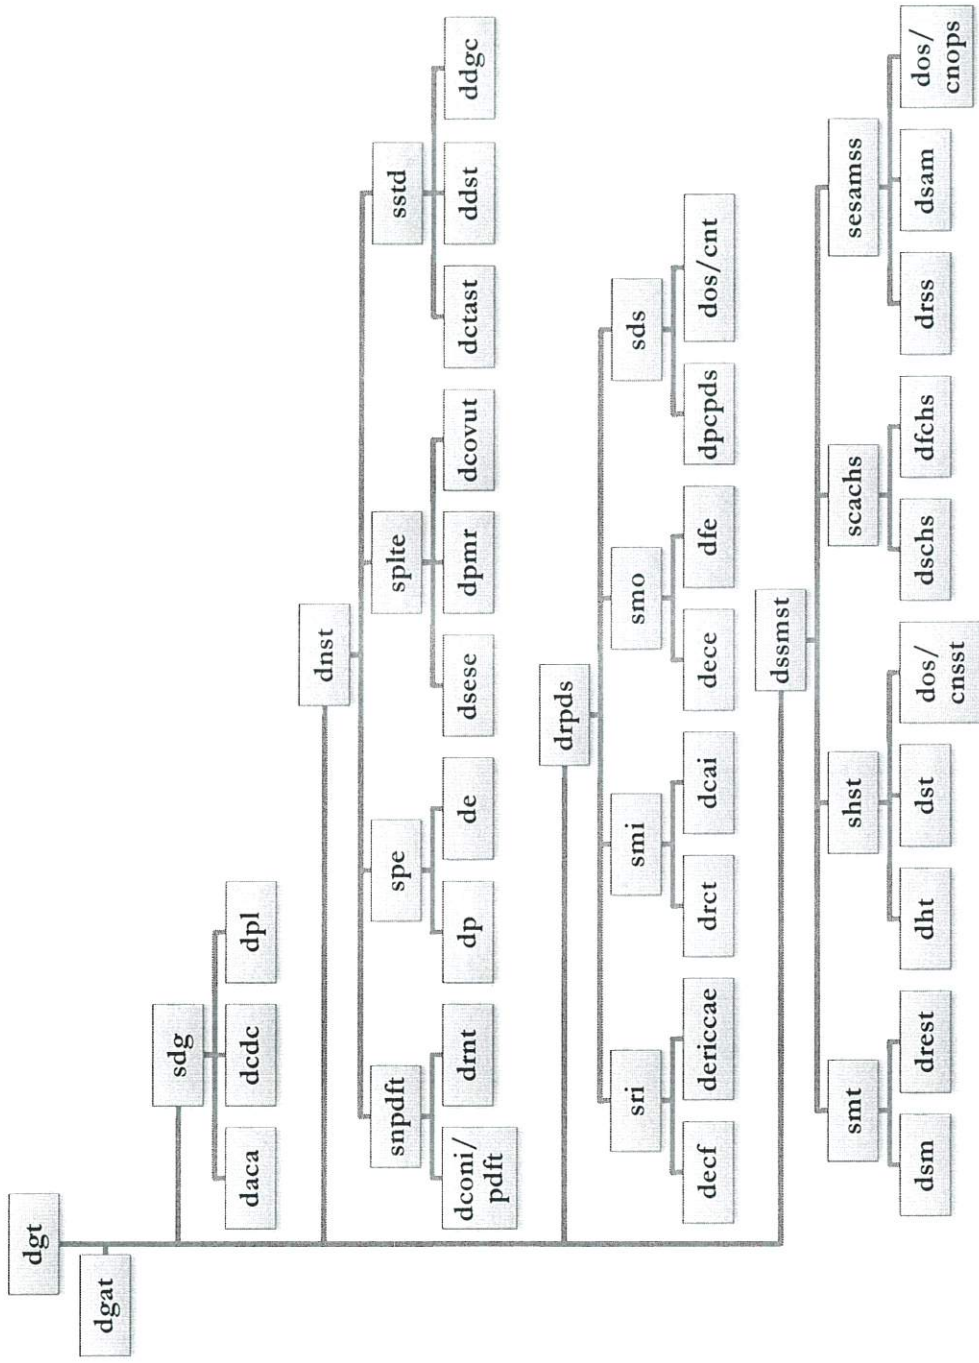 dgt
dgat
sdg
daca
dcdc
dpl
dnst
snpdft
spe
splte
sstd
dconi/
pdft
drnt
dp
de
dsese
dpmr
dcovut
dctast
ddst
ddgc
drpds
sri
smi
smo
sds
decf
dericcae
drct
dcai
dece
dfe
dpcpds
dos/cnt
dssmst
smt
shst
scachs
sesamss
dsm
drest
dht
dst
dos/
cnsst
dschs
dfchs
drss
dsam
dos/
cnops